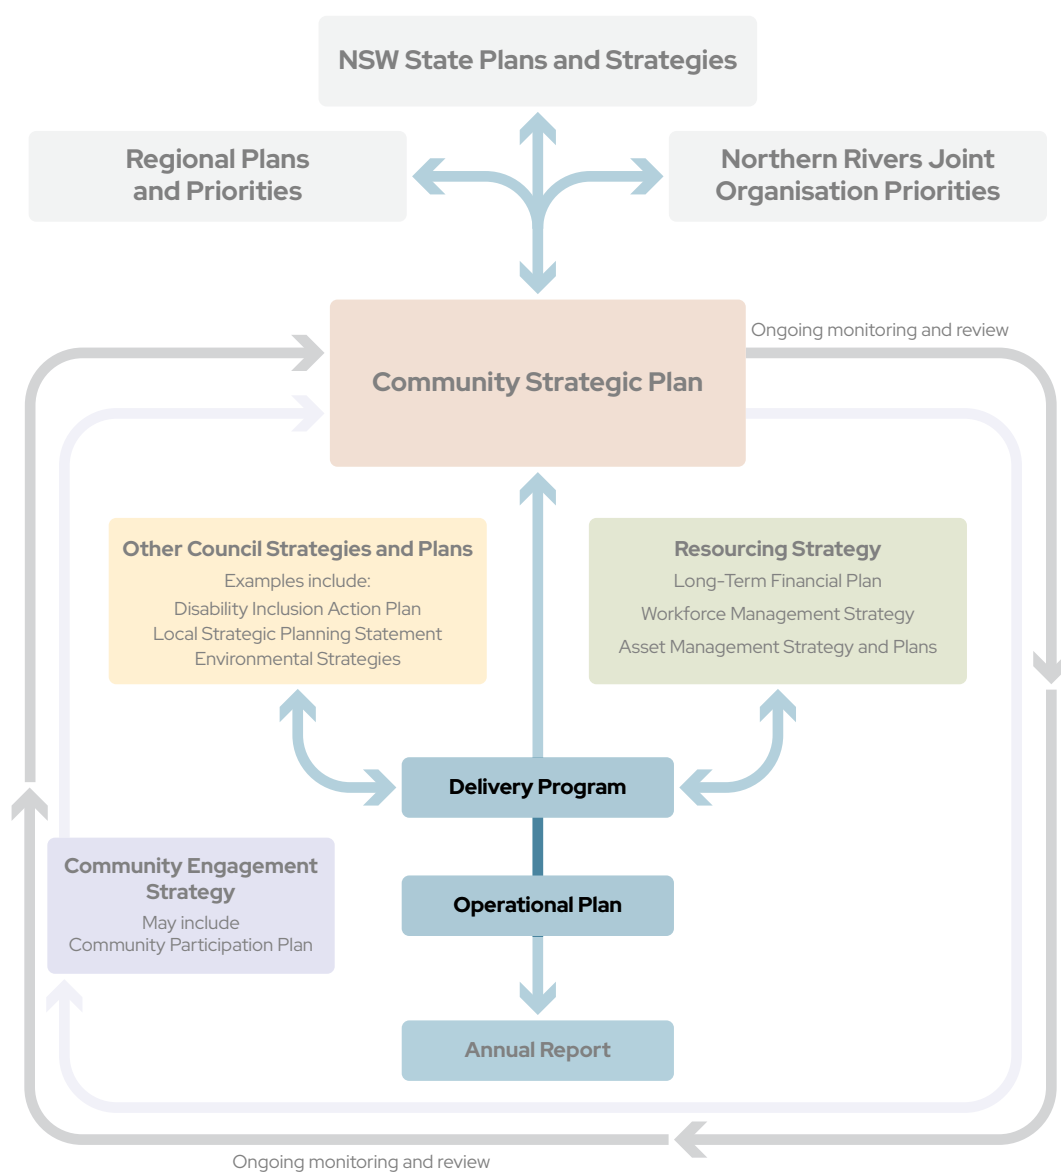 NSW State Plans and Strategies
Regional Plans
and Priorities
Northern Rivers Joint
Organisation Priorities
Ongoing monitoring and review
Community Strategic Plan
Other Council Strategies and Plans
Examples include:
Disability Inclusion Action Plan
Local Strategic Planning Statement
Environmental Strategies
Resourcing Strategy
Long-Term Financial Plan
Workforce Management Strategy
Asset Management Strategy and Plans
Delivery Program
Community Engagement
Strategy
May include
Community Participation Plan
Operational Plan
Annual Report
Ongoing monitoring and review